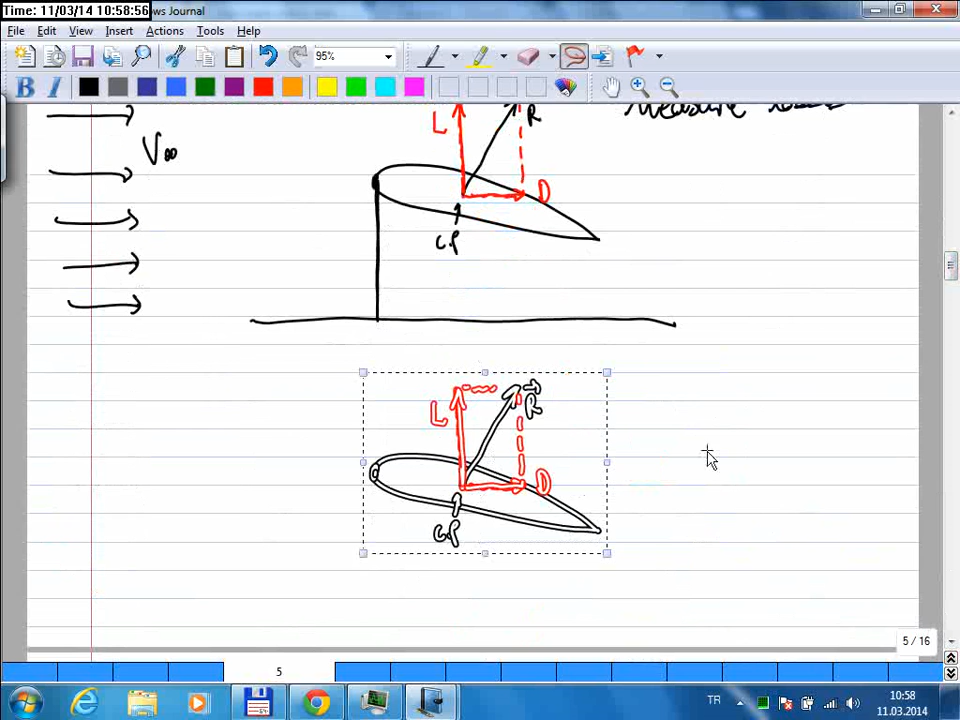 Time: 11/03/14 10:58:56
ws Journal
File Edit View Insert Actions Tools Help
95%
B I
L R Measure
V∞
D
C.P
L R
D
C.P
5 / 16
5
TR 10:58
11.03.2014